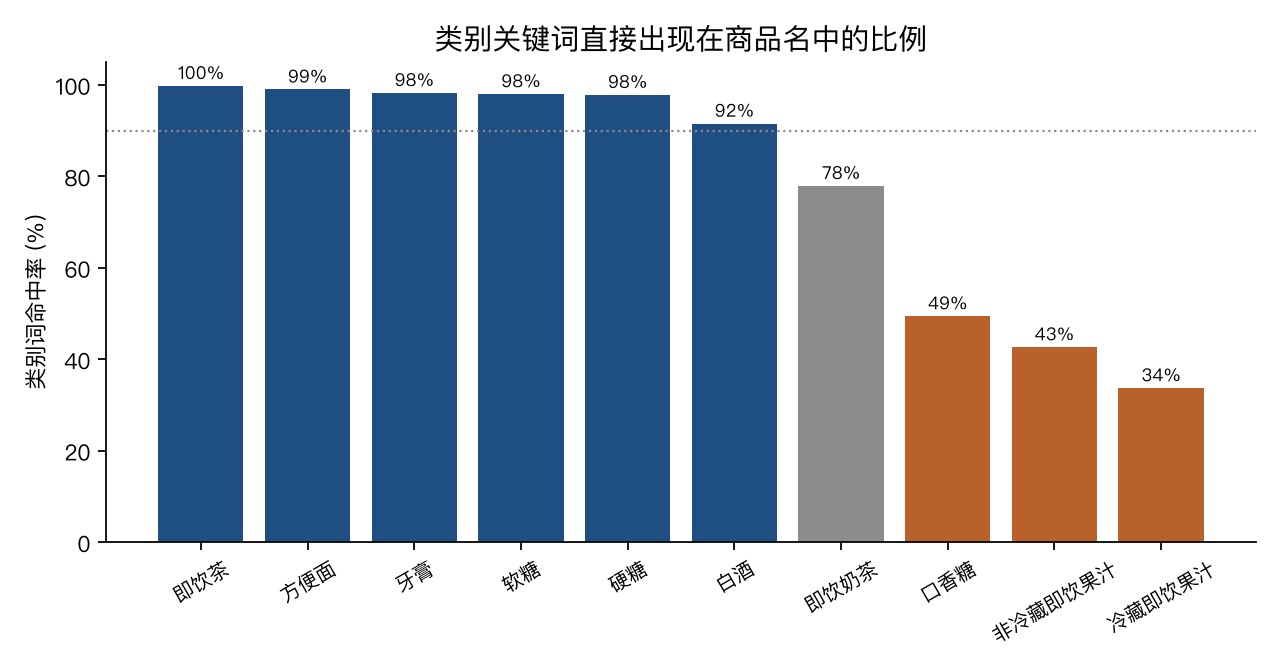 类别关键词直接出现在商品名中的比例
类别词命中率 (%)
100
80
60
40
20
0
100%
99%
98%
98%
98%
92%
78%
49%
43%
34%
即饮茶
方便面
牙膏
软糖
硬糖
白酒
即饮奶茶
口香糖
非冷藏即饮果汁
冷藏即饮果汁